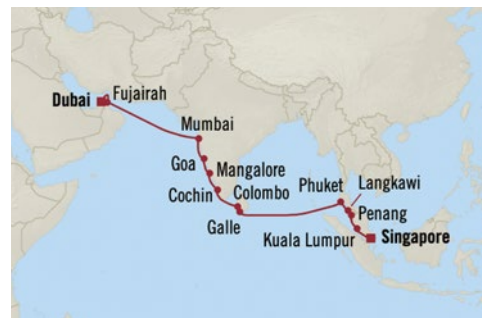 Dubai
Fujairah
Mumbai
Goa
Mangalore
Cochin
Colombo
Galle
Phuket
Langkawi
Penang
Kuala Lumpur
Singapore